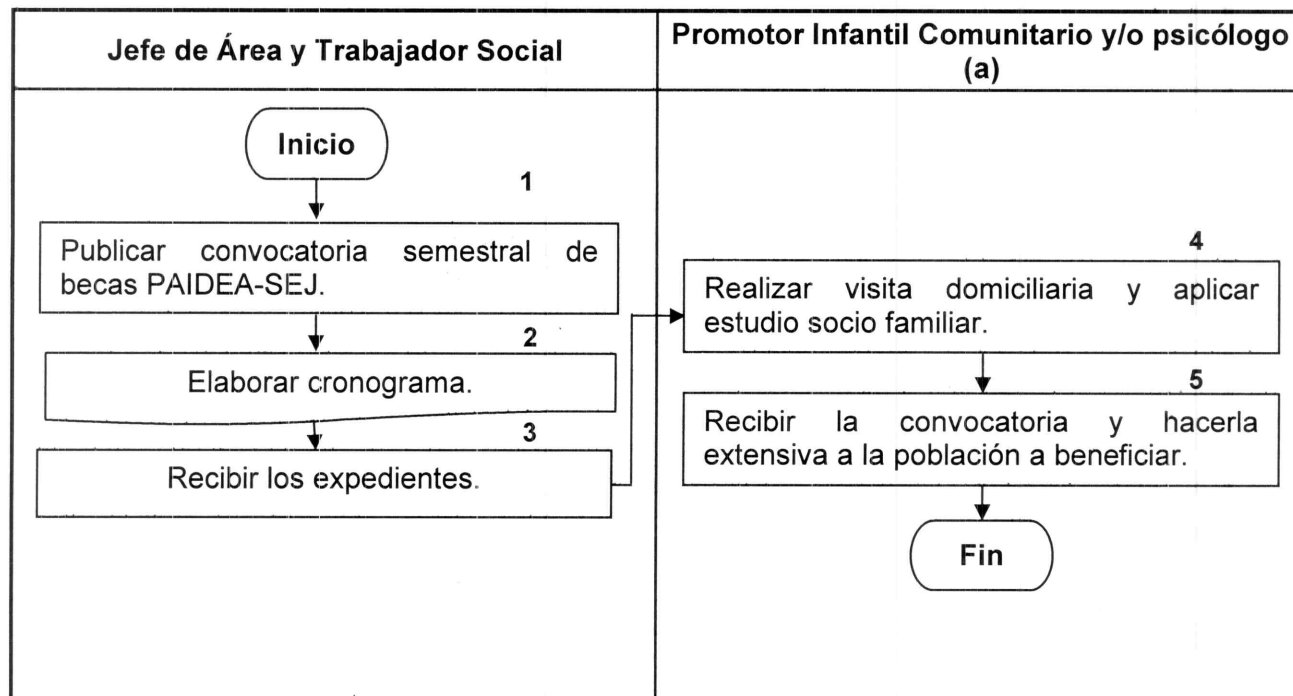 Jefe de Área y Trabajador Social
Promotor Infantil Comunitario y/o psicólogo
(a)
Inicio
1
Publicar convocatoria semestral de
becas PAIDEA-SEJ.
2
Elaborar cronograma.
3
Recibir los expedientes.
4
Realizar visita domiciliaria y aplicar
estudio socio familiar.
5
Recibir la convocatoria y hacerla
extensiva a la población a beneficiar.
Fin